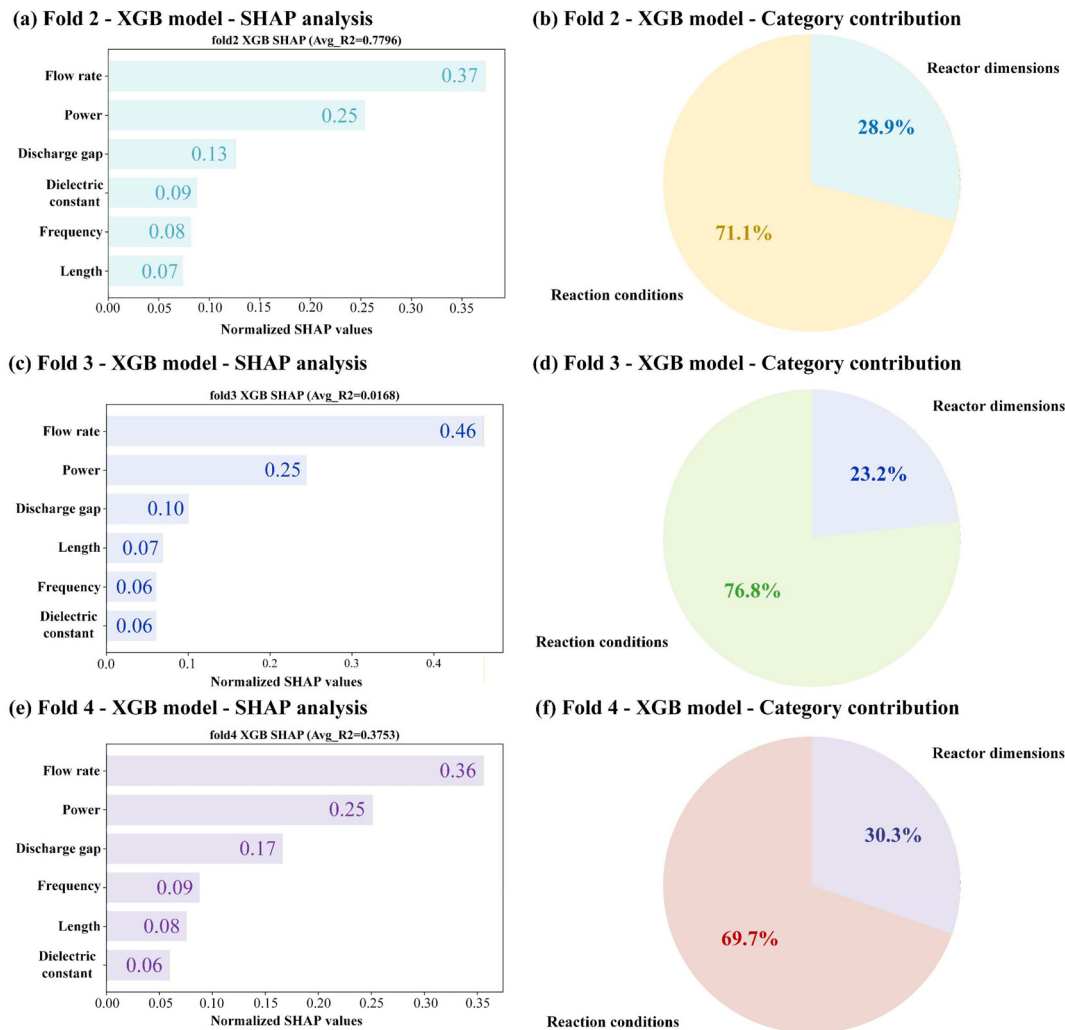 (a) Fold 2 - XGB model - SHAP analysis
fold2 XGB SHAP (Avg_R2=0.7796)
Flow rate
0.37
Power
0.25
Discharge gap
0.13
Dielectric
constant
0.09
Frequency
0.08
Length
0.07
0.00 0.05 0.10 0.15 0.20 0.25 0.30 0.35
Normalized SHAP values
(b) Fold 2 - XGB model - Category contribution
Reactor dimensions
28.9%
71.1%
Reaction conditions
(c) Fold 3 - XGB model - SHAP analysis
fold3 XGB SHAP (Avg_R2=0.0168)
Flow rate
0.46
Power
0.25
Discharge gap
0.10
Length
0.07
Frequency
0.06
Dielectric
constant
0.06
0.0 0.1 0.2 0.3 0.4
Normalized SHAP values
(d) Fold 3 - XGB model - Category contribution
Reactor dimensions
23.2%
76.8%
Reaction conditions
(e) Fold 4 - XGB model - SHAP analysis
fold4 XGB SHAP (Avg_R2=0.3753)
Flow rate
0.36
Power
0.25
Discharge gap
0.17
Frequency
0.09
Length
0.08
Dielectric
constant
0.06
0.00 0.05 0.10 0.15 0.20 0.25 0.30 0.35
Normalized SHAP values
(f) Fold 4 - XGB model - Category contribution
Reactor dimensions
30.3%
69.7%
Reaction conditions